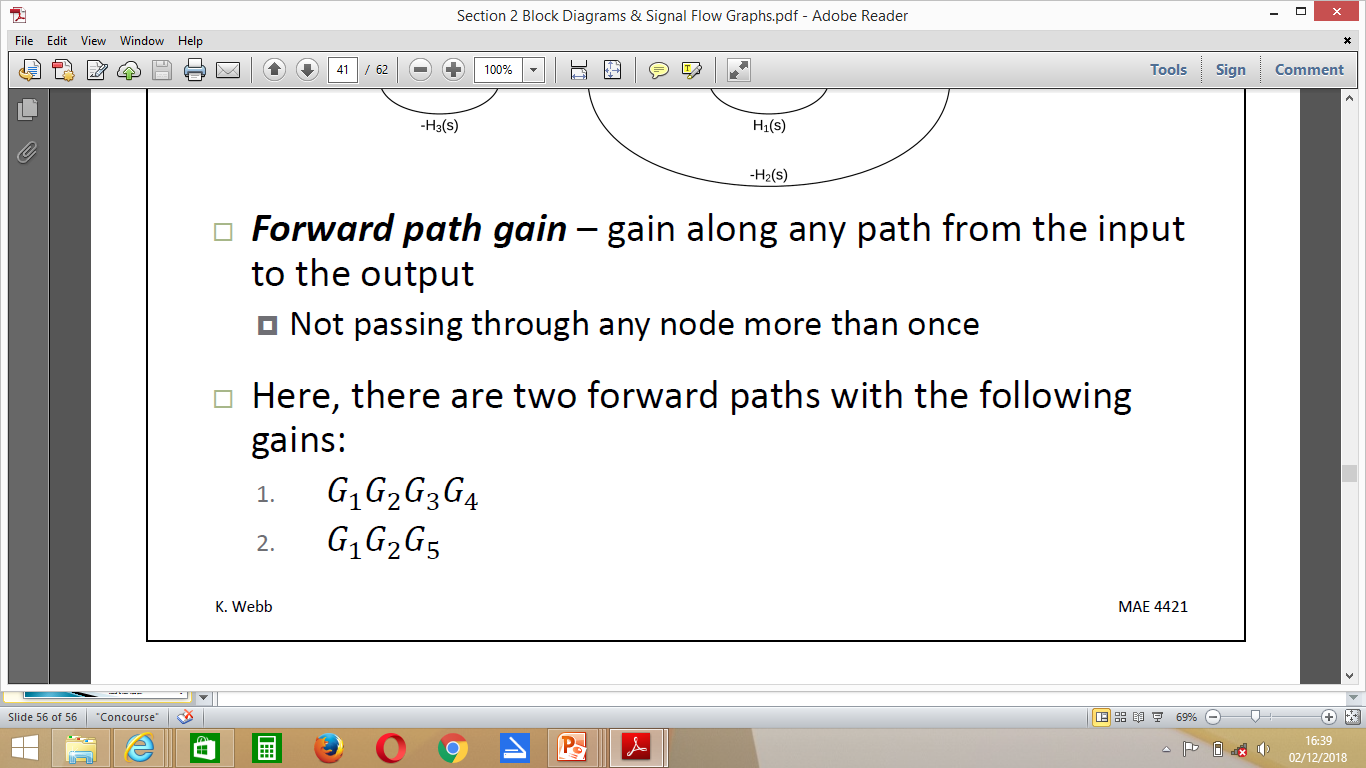 Section 2 Block Diagrams & Signal Flow Graphs.pdf - Adobe Reader
File Edit View Window Help
41 / 62 100% Tools Sign Comment
-H₃(s) H₁(s)
-H₂(s)
Forward path gain – gain along any path from the input
to the output
Not passing through any node more than once
Here, there are two forward paths with the following
gains:
1. G₁G₂G₃G₄
2. G₁G₂G₅
K. Webb MAE 4421
Slide 56 of 56 "Concourse" 69%
16:39
02/12/2018